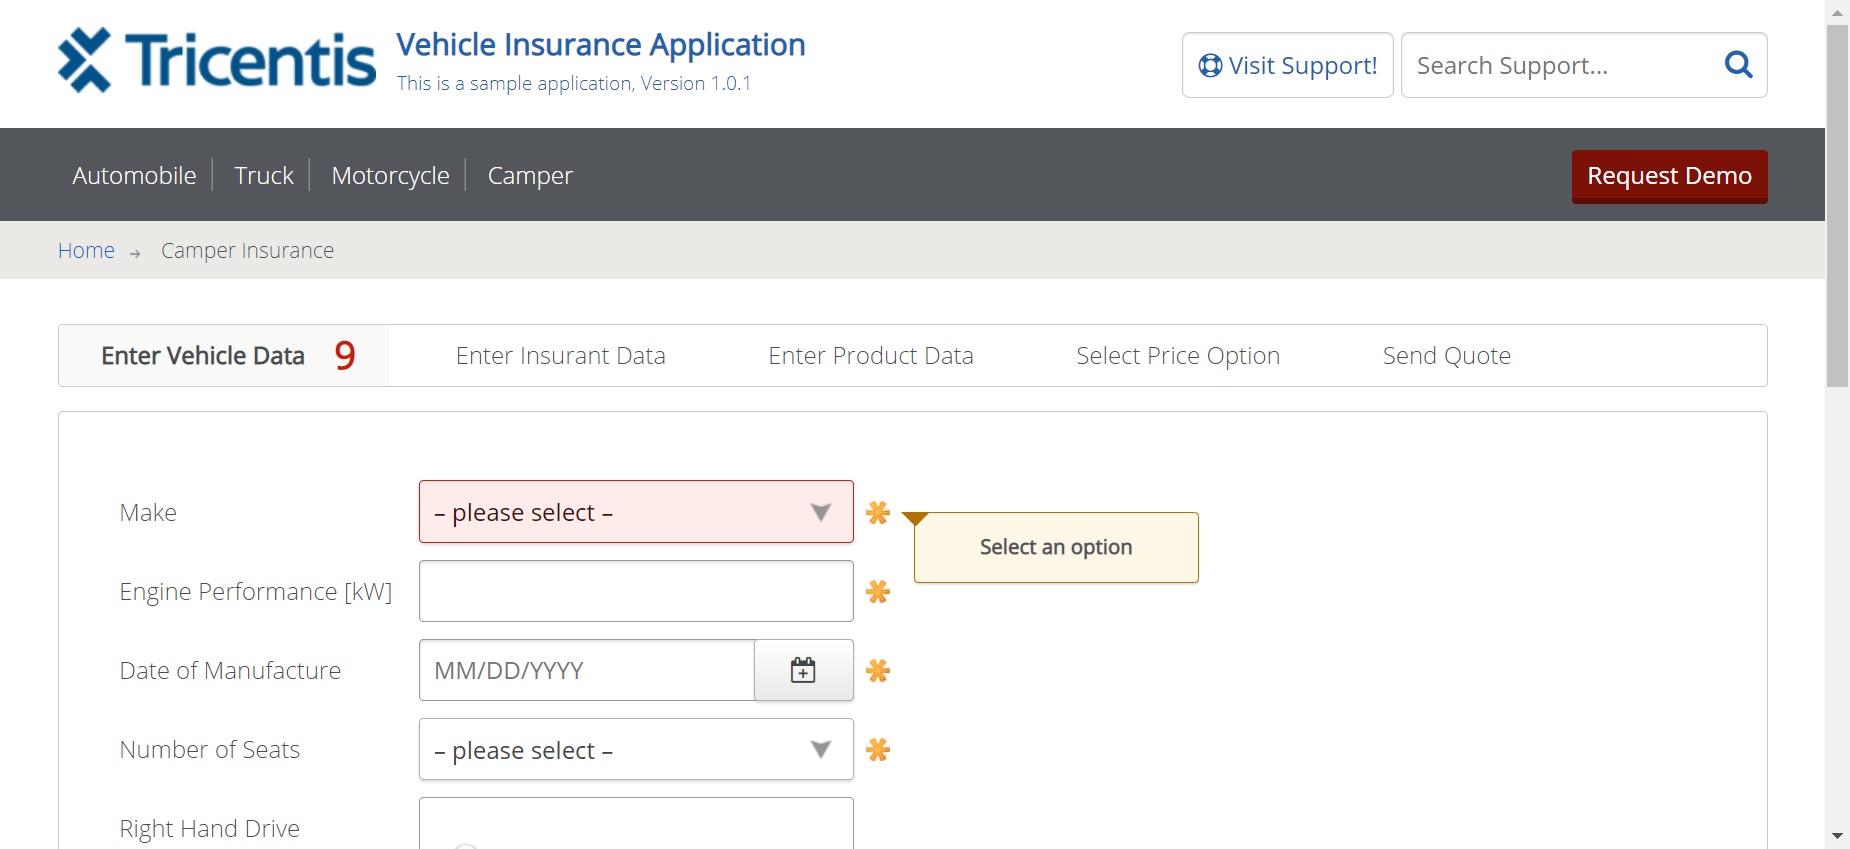 Tricentis
Vehicle Insurance Application
This is a sample application, Version 1.0.1
Visit Support!
Search Support...
Automobile
Truck
Motorcycle
Camper
Request Demo
Home
Camper Insurance
Enter Vehicle Data 9
Enter Insurant Data
Enter Product Data
Select Price Option
Send Quote
Make
– please select –
Select an option
Engine Performance [kW]
Date of Manufacture
MM/DD/YYYY
Number of Seats
– please select –
Right Hand Drive